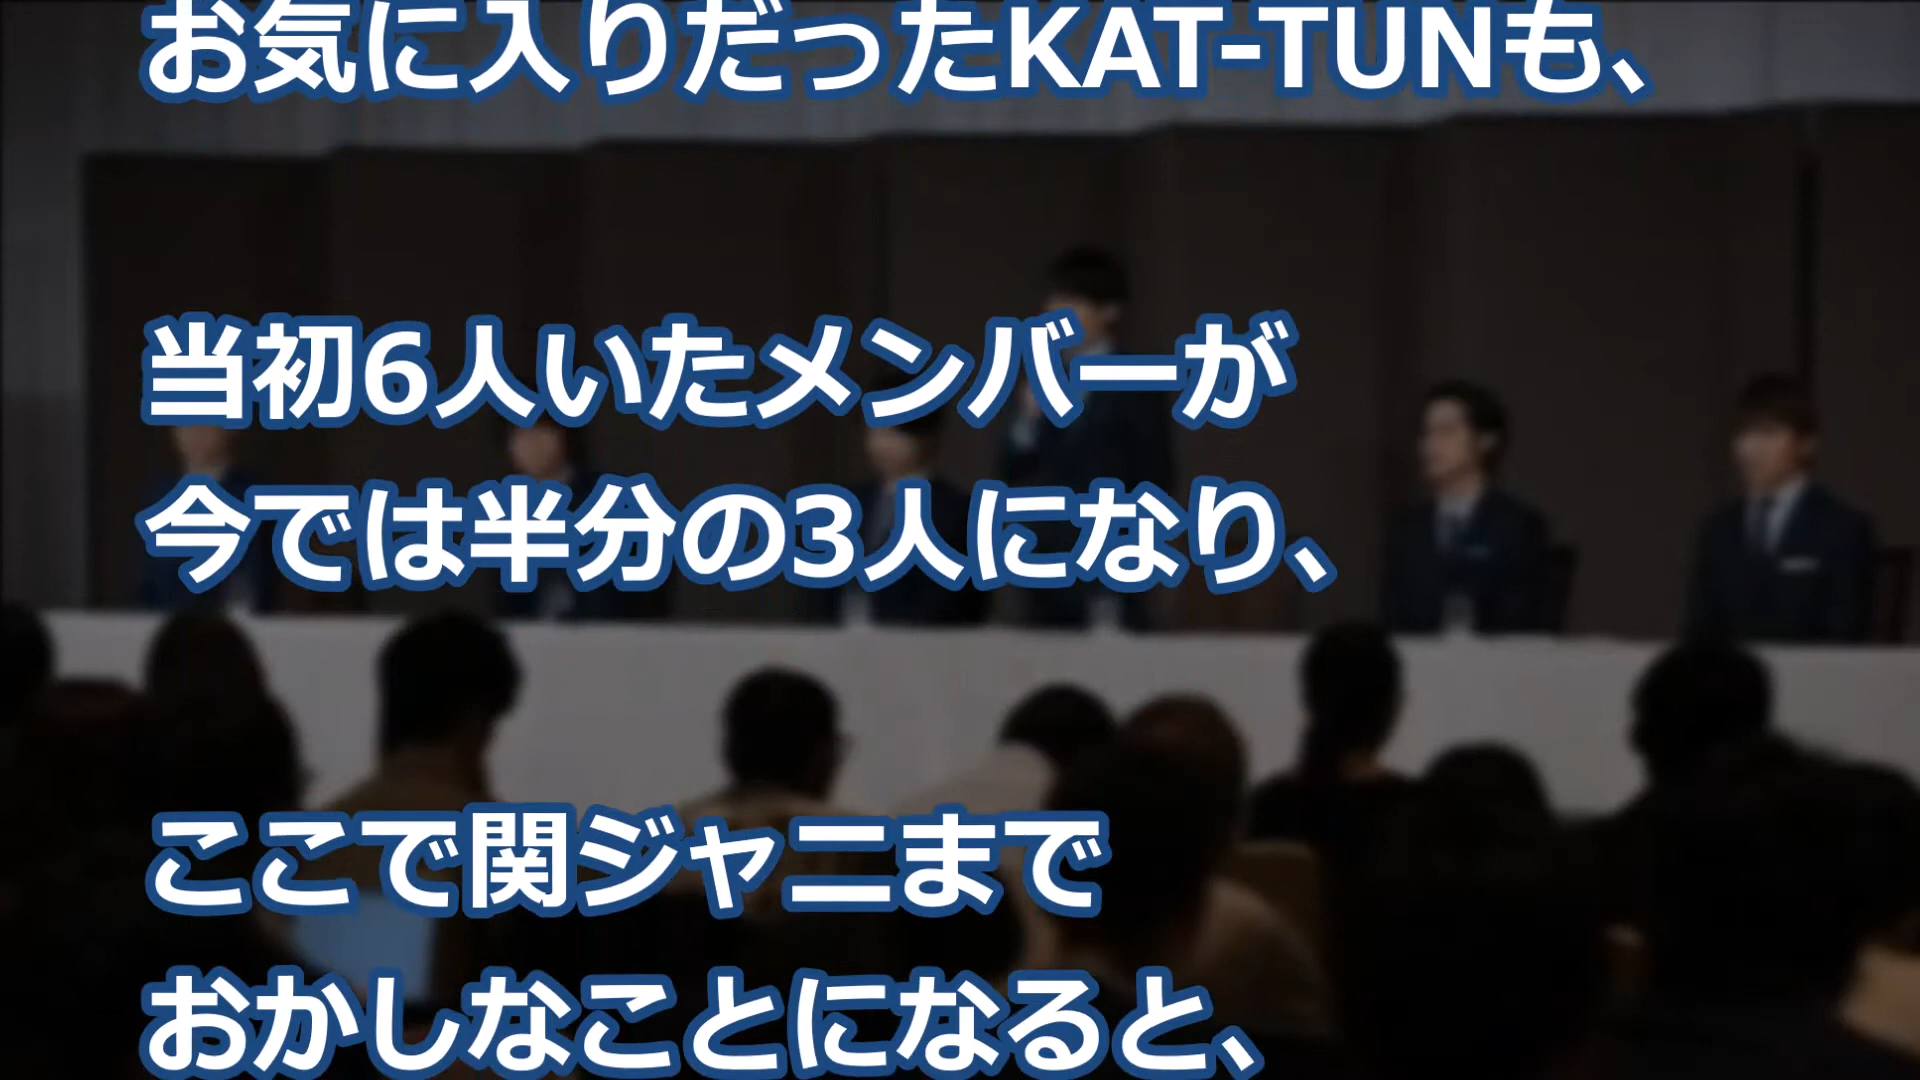 お気に入りだったKAT-TUNも、
当初6人いたメンバーが
今では半分の3人になり、
ここで関ジャニまで
おかしなことになると、